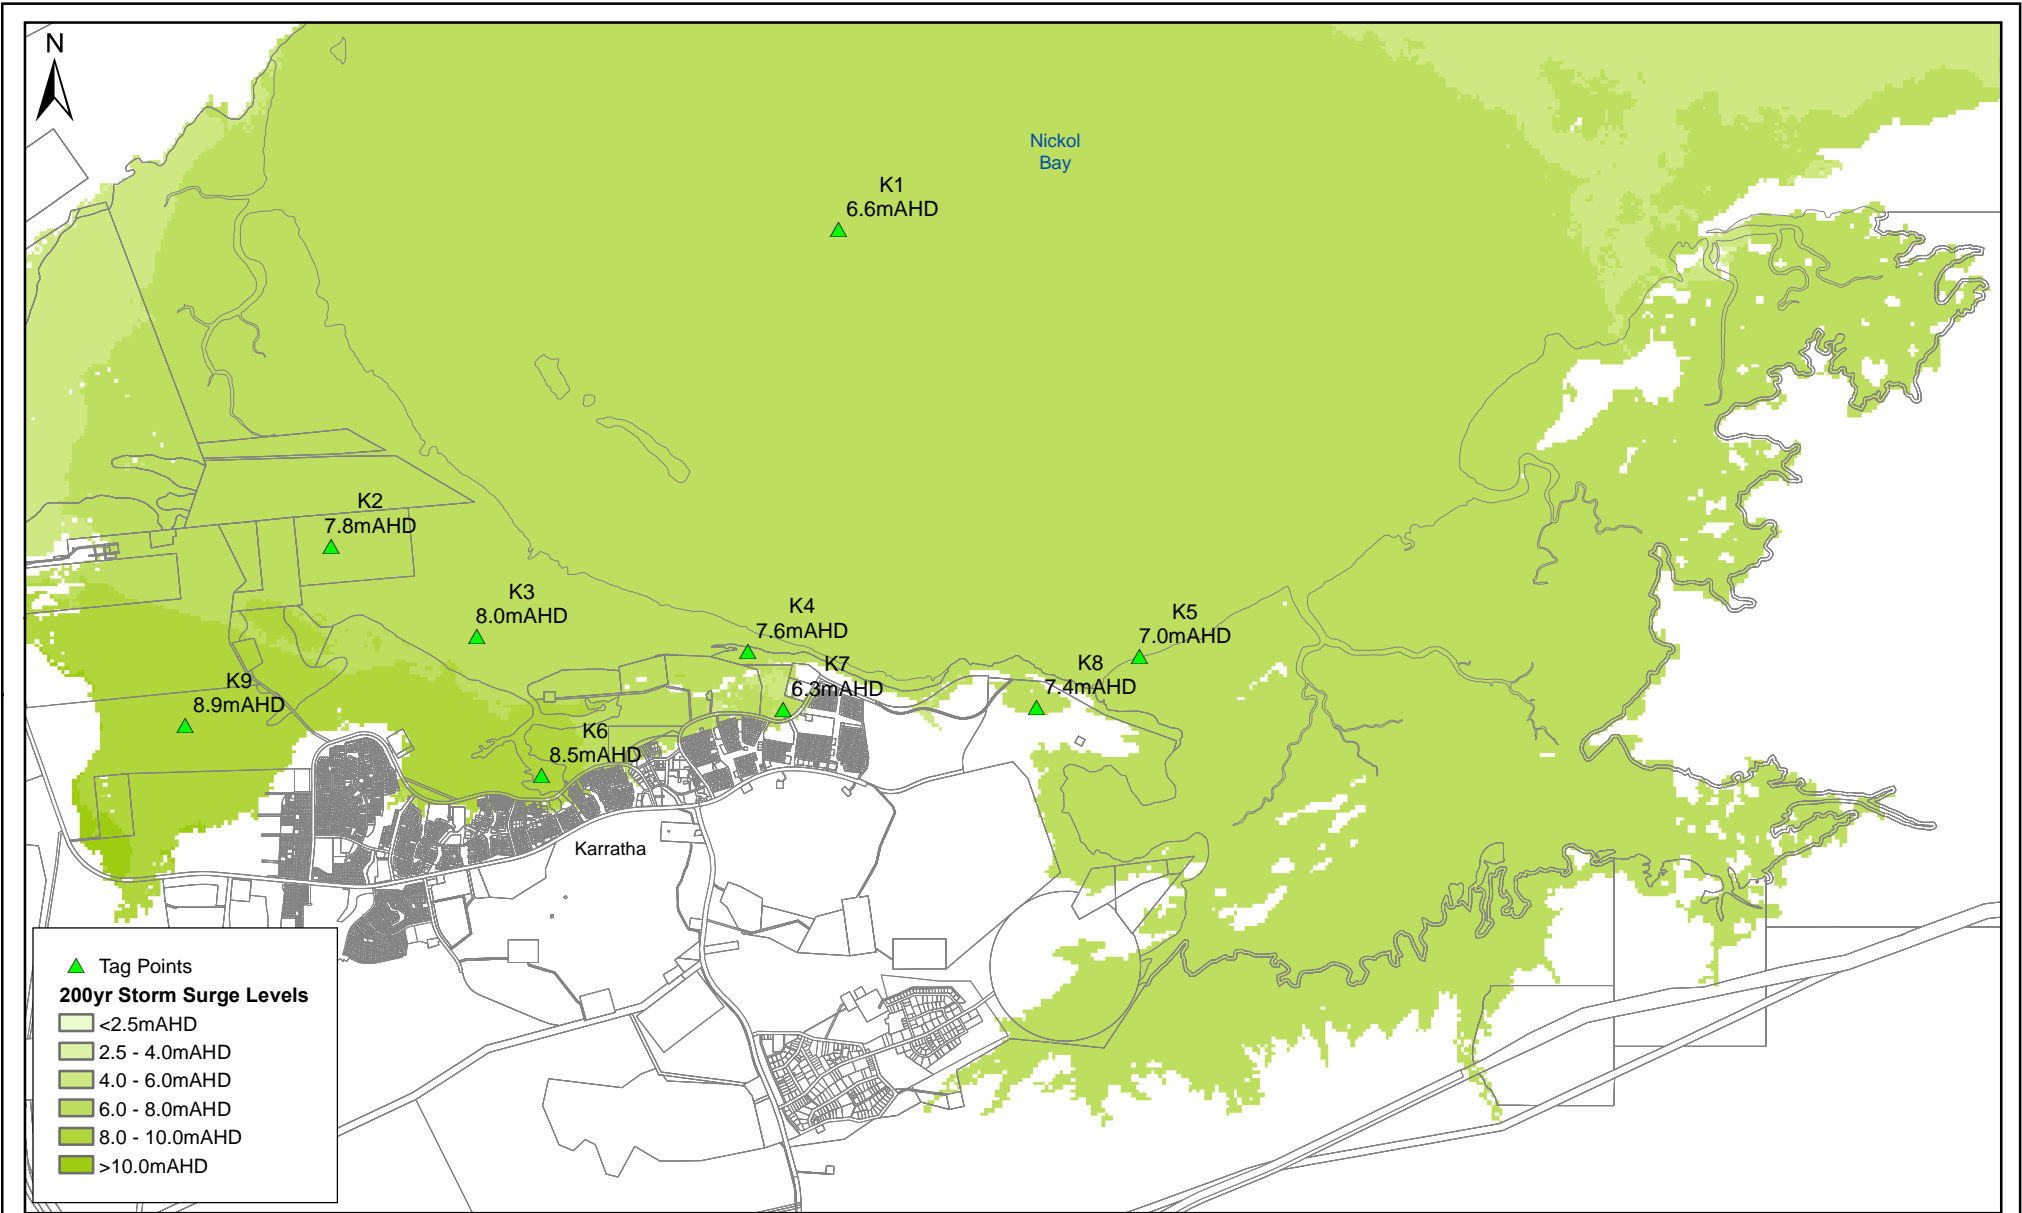 N
Nickol
Bay
K1
6.6mAHD
K2
7.8mAHD
K3
8.0mAHD
K4
7.6mAHD
K5
7.0mAHD
K7
6.3mAHD
K8
7.4mAHD
K9
8.9mAHD
K6
8.5mAHD
Karratha
Tag Points
200yr Storm Surge Levels
<2.5mAHD
2.5 - 4.0mAHD
4.0 - 6.0mAHD
6.0 - 8.0mAHD
8.0 - 10.0mAHD
>10.0mAHD